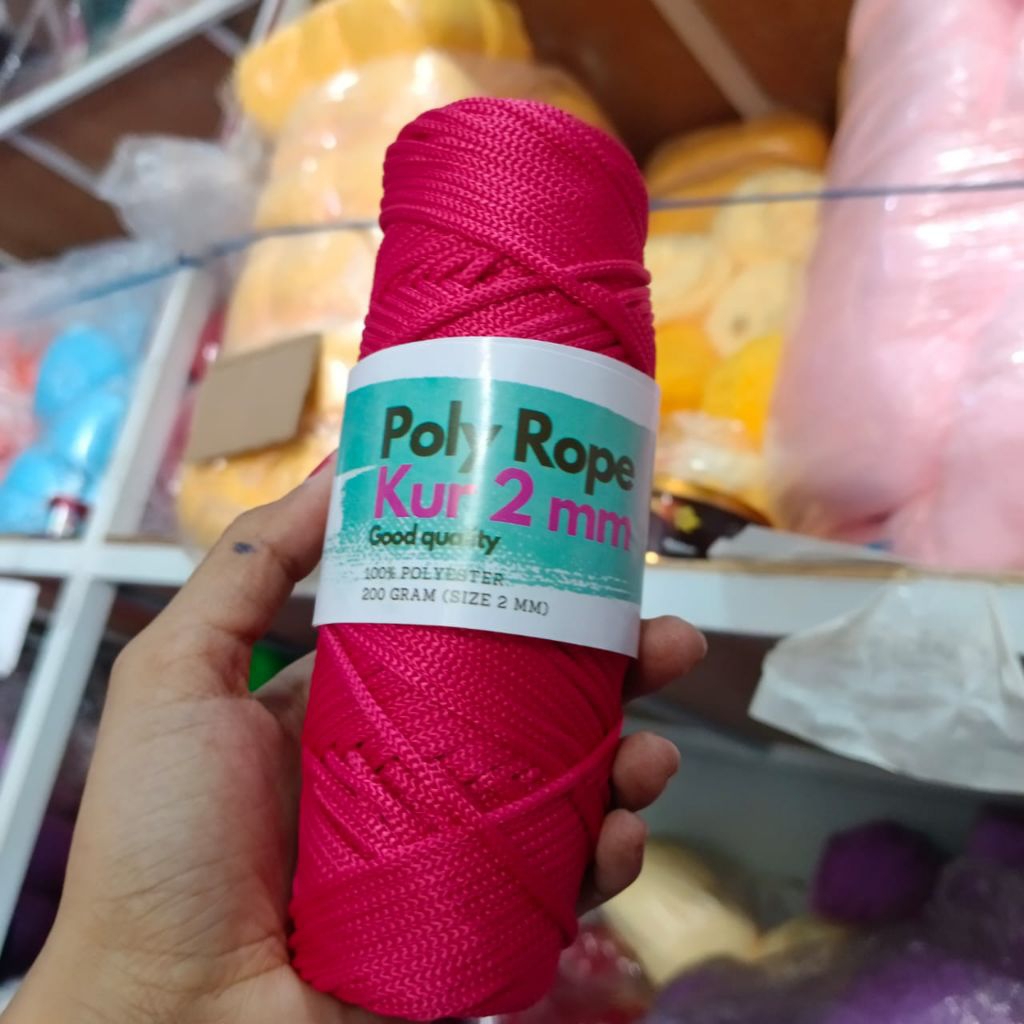 Poly Rope
Kur 2 mm
Good quality
100% POLYESTER
200 GRAM (SIZE 2 MM)